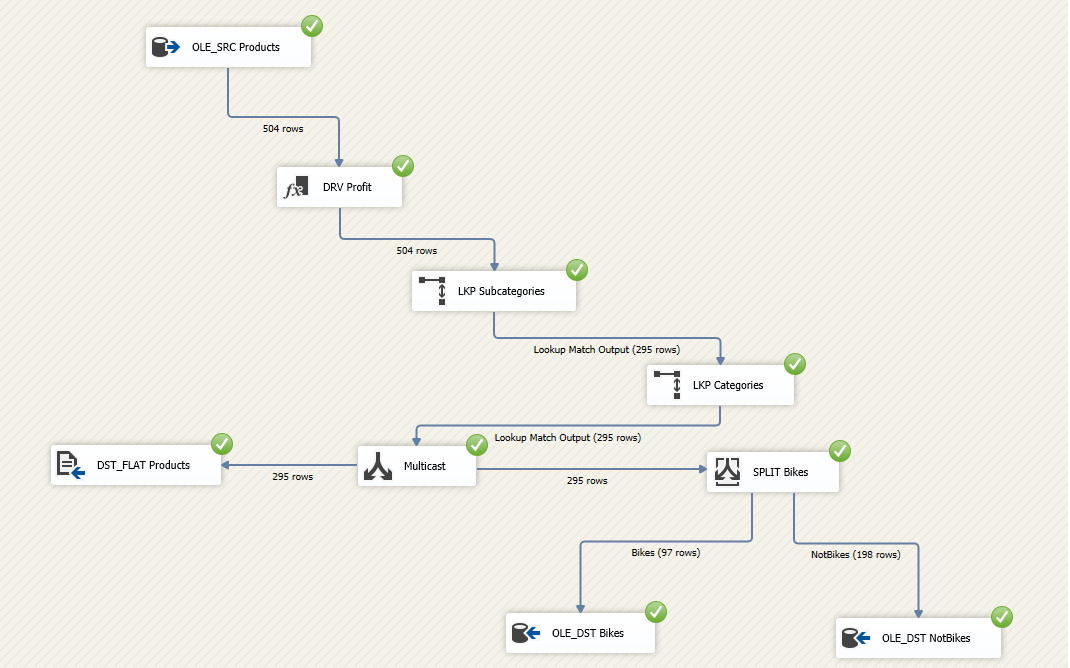 OLE_SRC Products
504 rows
DRV Profit
504 rows
LKP Subcategories
Lookup Match Output (295 rows)
LKP Categories
Lookup Match Output (295 rows)
DST_FLAT Products
295 rows
Multicast
295 rows
SPLIT Bikes
Bikes (97 rows)
NotBikes (198 rows)
OLE_DST Bikes
OLE_DST NotBikes